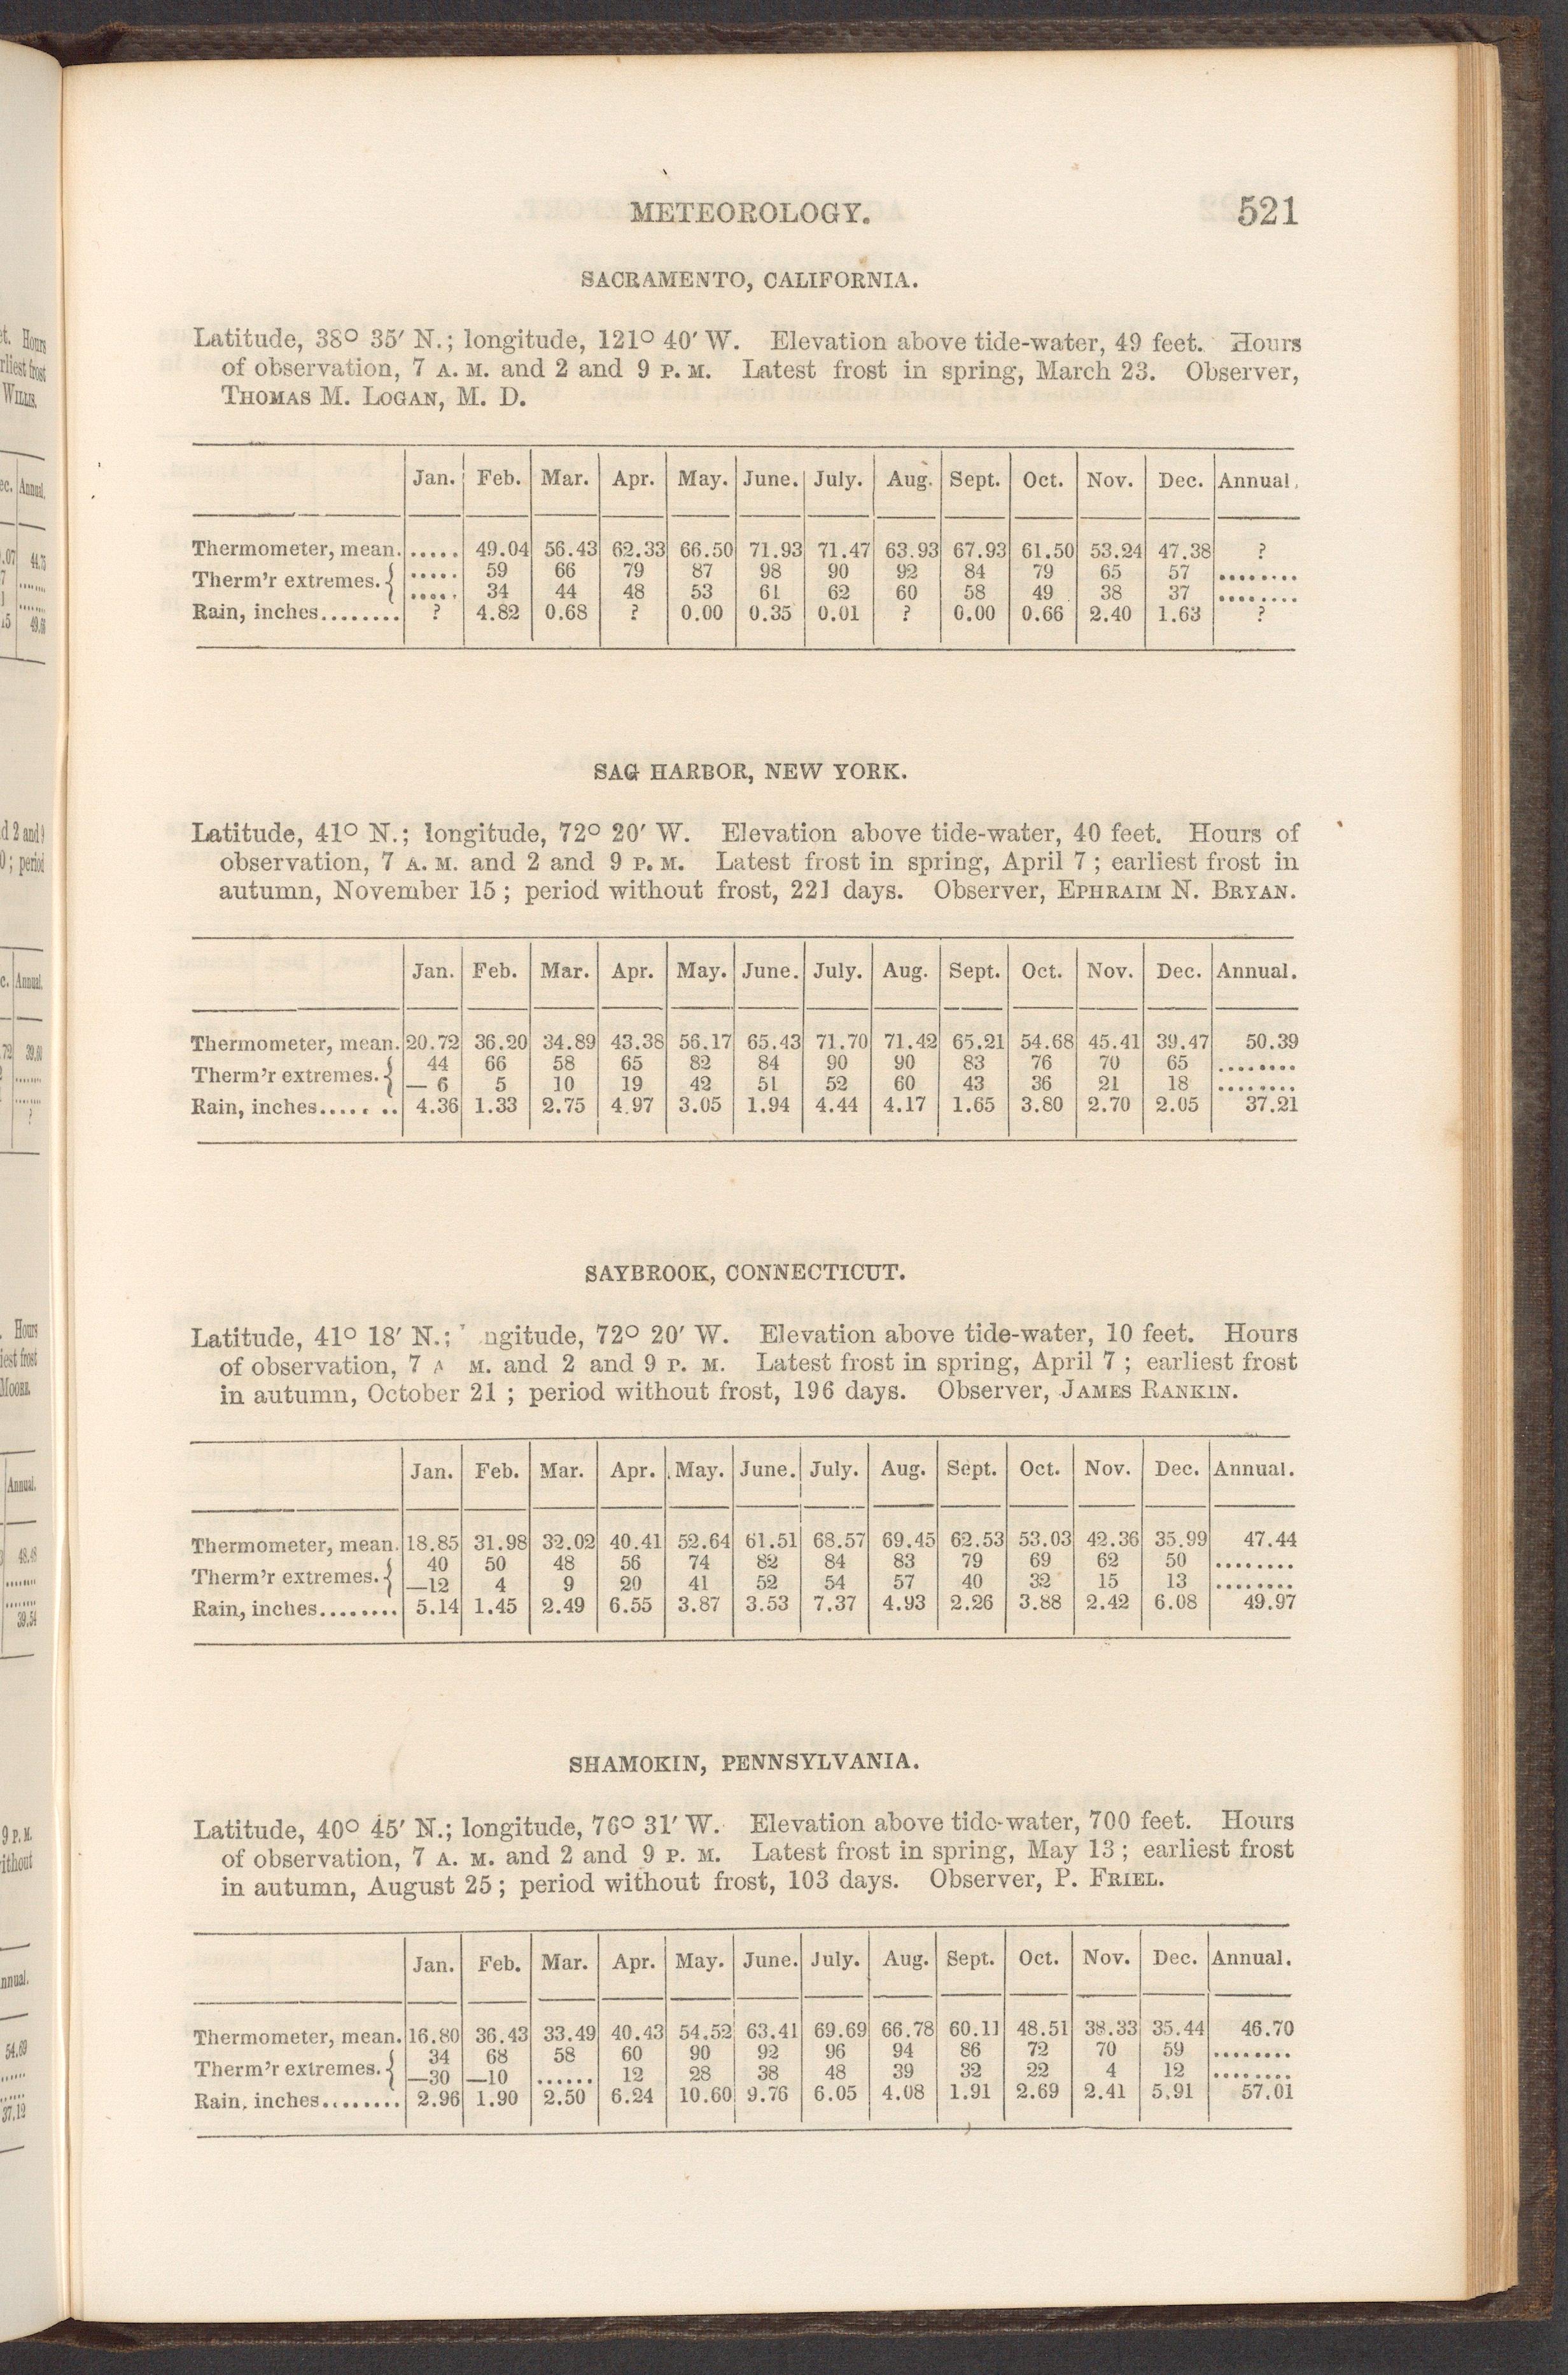 METEOROLOGY. 521
SACRAMENTO, CALIFORNIA.
Latitude, 38° 35′ N.; longitude, 121° 40′ W. Elevation above tide-water, 49 feet. Hours
of observation, 7 A. M. and 2 and 9 P. M. Latest frost in spring, March 23. Observer,
THOMAS M. LOGAN, M. D.
Jan. Feb. Mar. Apr. May. June. July. Aug. Sept. Oct. Nov. Dec. Annual.
Thermometer, mean. ..... 49.04 56.43 62.33 66.50 71.93 71.47 63.93 67.93 61.50 53.24 47.38 ?
Therm'r extremes. { ..... 59 66 79 87 98 90 92 84 79 65 57 ........
..... 34 44 48 53 61 62 60 58 49 38 37 ........
Rain, inches........ ? 4.82 0.68 ? 0.00 0.35 0.01 ? 0.00 0.66 2.40 1.63 ?
SAG HARBOR, NEW YORK.
Latitude, 41° N.; longitude, 72° 20′ W. Elevation above tide-water, 40 feet. Hours of
observation, 7 A. M. and 2 and 9 P. M. Latest frost in spring, April 7; earliest frost in
autumn, November 15; period without frost, 221 days. Observer, EPHRAIM N. BRYAN.
Jan. Feb. Mar. Apr. May. June. July. Aug. Sept. Oct. Nov. Dec. Annual.
Thermometer, mean. 20.72 36.20 34.89 43.38 56.17 65.43 71.70 71.42 65.21 54.68 45.41 39.47 50.39
Therm'r extremes. { 44 66 58 65 82 84 90 90 83 76 70 65 ........
— 6 5 10 19 42 51 52 60 43 36 21 18 ........
Rain, inches........ 4.36 1.33 2.75 4.97 3.05 1.94 4.44 4.17 1.65 3.80 2.70 2.05 37.21
SAYBROOK, CONNECTICUT.
Latitude, 41° 18′ N.; ngitude, 72° 20′ W. Elevation above tide-water, 10 feet. Hours
of observation, 7 A M. and 2 and 9 P. M. Latest frost in spring, April 7; earliest frost
in autumn, October 21; period without frost, 196 days. Observer, JAMES RANKIN.
Jan. Feb. Mar. Apr. May. June. July. Aug. Sept. Oct. Nov. Dec. Annual.
Thermometer, mean. 18.85 31.98 32.02 40.41 52.64 61.51 68.57 69.45 62.53 53.03 42.36 35.99 47.44
Therm'r extremes. { 40 50 48 56 74 82 84 83 79 69 62 50 ........
—12 4 9 20 41 52 54 57 40 32 15 13 ........
Rain, inches........ 5.14 1.45 2.49 6.55 3.87 3.53 7.37 4.93 2.26 3.88 2.42 6.08 49.97
SHAMOKIN, PENNSYLVANIA.
Latitude, 40° 45′ N.; longitude, 76° 31′ W. Elevation above tide-water, 700 feet. Hours
of observation, 7 A. M. and 2 and 9 P. M. Latest frost in spring, May 13; earliest frost
in autumn, August 25; period without frost, 103 days. Observer, P. FRIEL.
Jan. Feb. Mar. Apr. May. June. July. Aug. Sept. Oct. Nov. Dec. Annual.
Thermometer, mean. 16.80 36.43 33.49 40.43 54.52 63.41 69.69 66.78 60.11 48.51 38.33 35.44 46.70
Therm'r extremes. { 34 68 58 60 90 92 96 94 86 72 70 59 ........
—30 —10 ...... 12 28 38 48 39 32 22 4 12 ........
Rain, inches........ 2.96 1.90 2.50 6.24 10.60 9.76 6.05 4.08 1.91 2.69 2.41 5.91 57.01